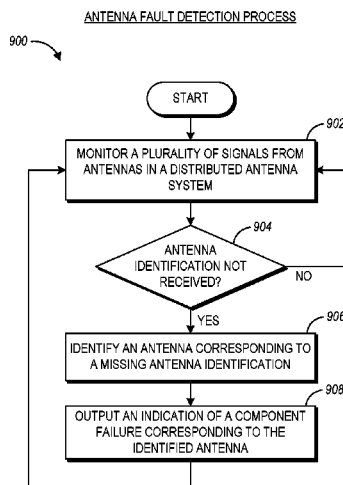 ANTENNA FAULT DETECTION PROCESS
900
START
902
MONITOR A PLURALITY OF SIGNALS FROM
ANTENNAS IN A DISTRIBUTED ANTENNA
SYSTEM
904
ANTENNA
IDENTIFICATION NOT
RECEIVED?
NO
YES
906
IDENTIFY AN ANTENNA CORRESPONDING TO
A MISSING ANTENNA IDENTIFICATION
908
OUTPUT AN INDICATION OF A COMPONENT
FAILURE CORRESPONDING TO THE
IDENTIFIED ANTENNA